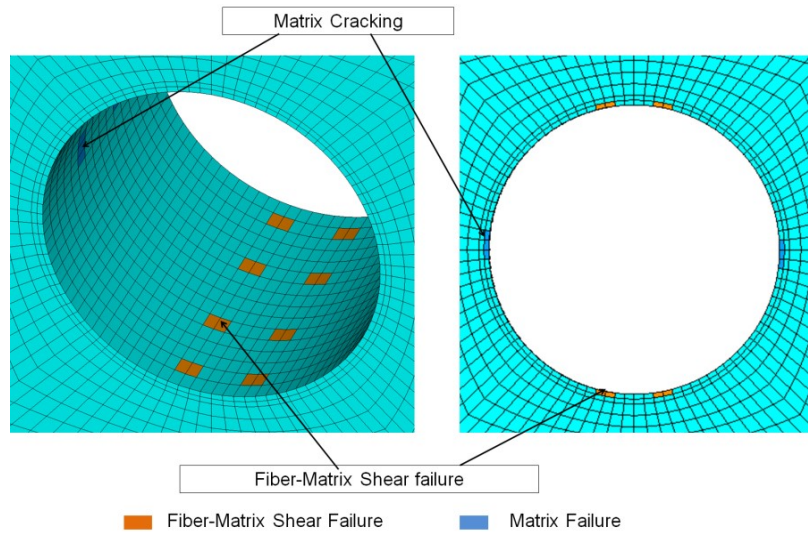 Matrix Cracking
Fiber-Matrix Shear failure
Fiber-Matrix Shear Failure
Matrix Failure